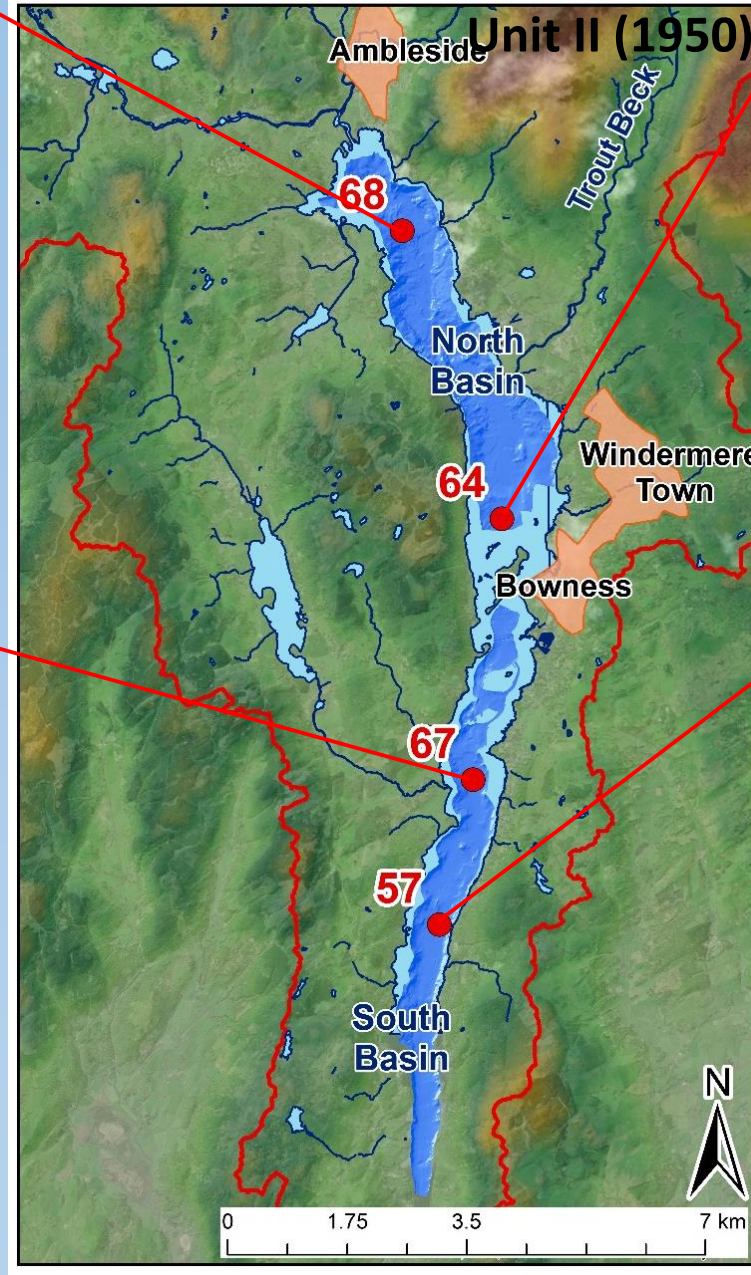 Unit II (1950)
Ambleside
Trout Beck
68
North
Basin
Windermere
Town
64
Bowness
67
57
South
Basin
N
0 1.75 3.5 7 km